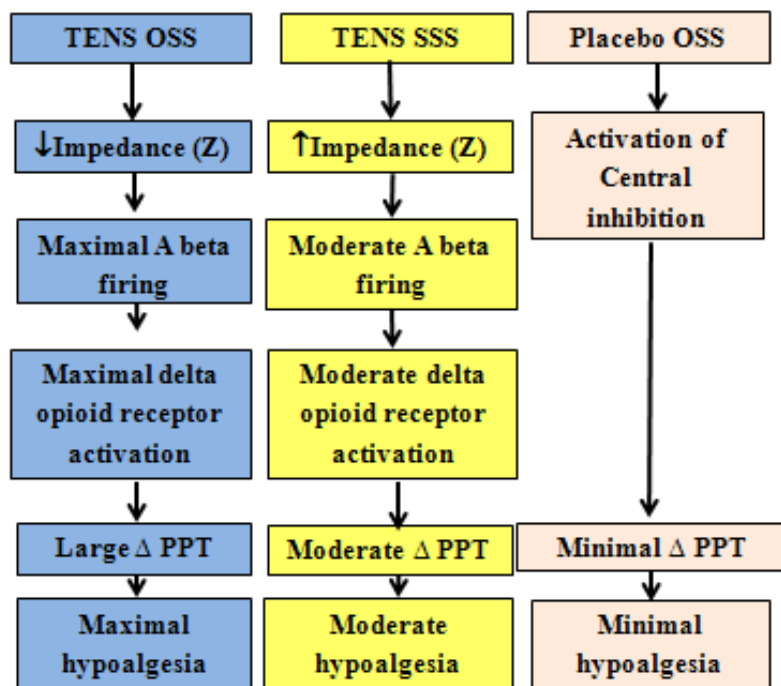 TENS OSS
↓Impedance (Z)
Maximal A beta
firing
Maximal delta
opioid receptor
activation
Large Δ PPT
Maximal
hypoalgesia
TENS SSS
↑Impedance (Z)
Moderate A beta
firing
Moderate delta
opioid receptor
activation
Moderate Δ PPT
Moderate
hypoalgesia
Placebo OSS
Activation of
Central
inhibition
Minimal Δ PPT
Minimal
hypoalgesia